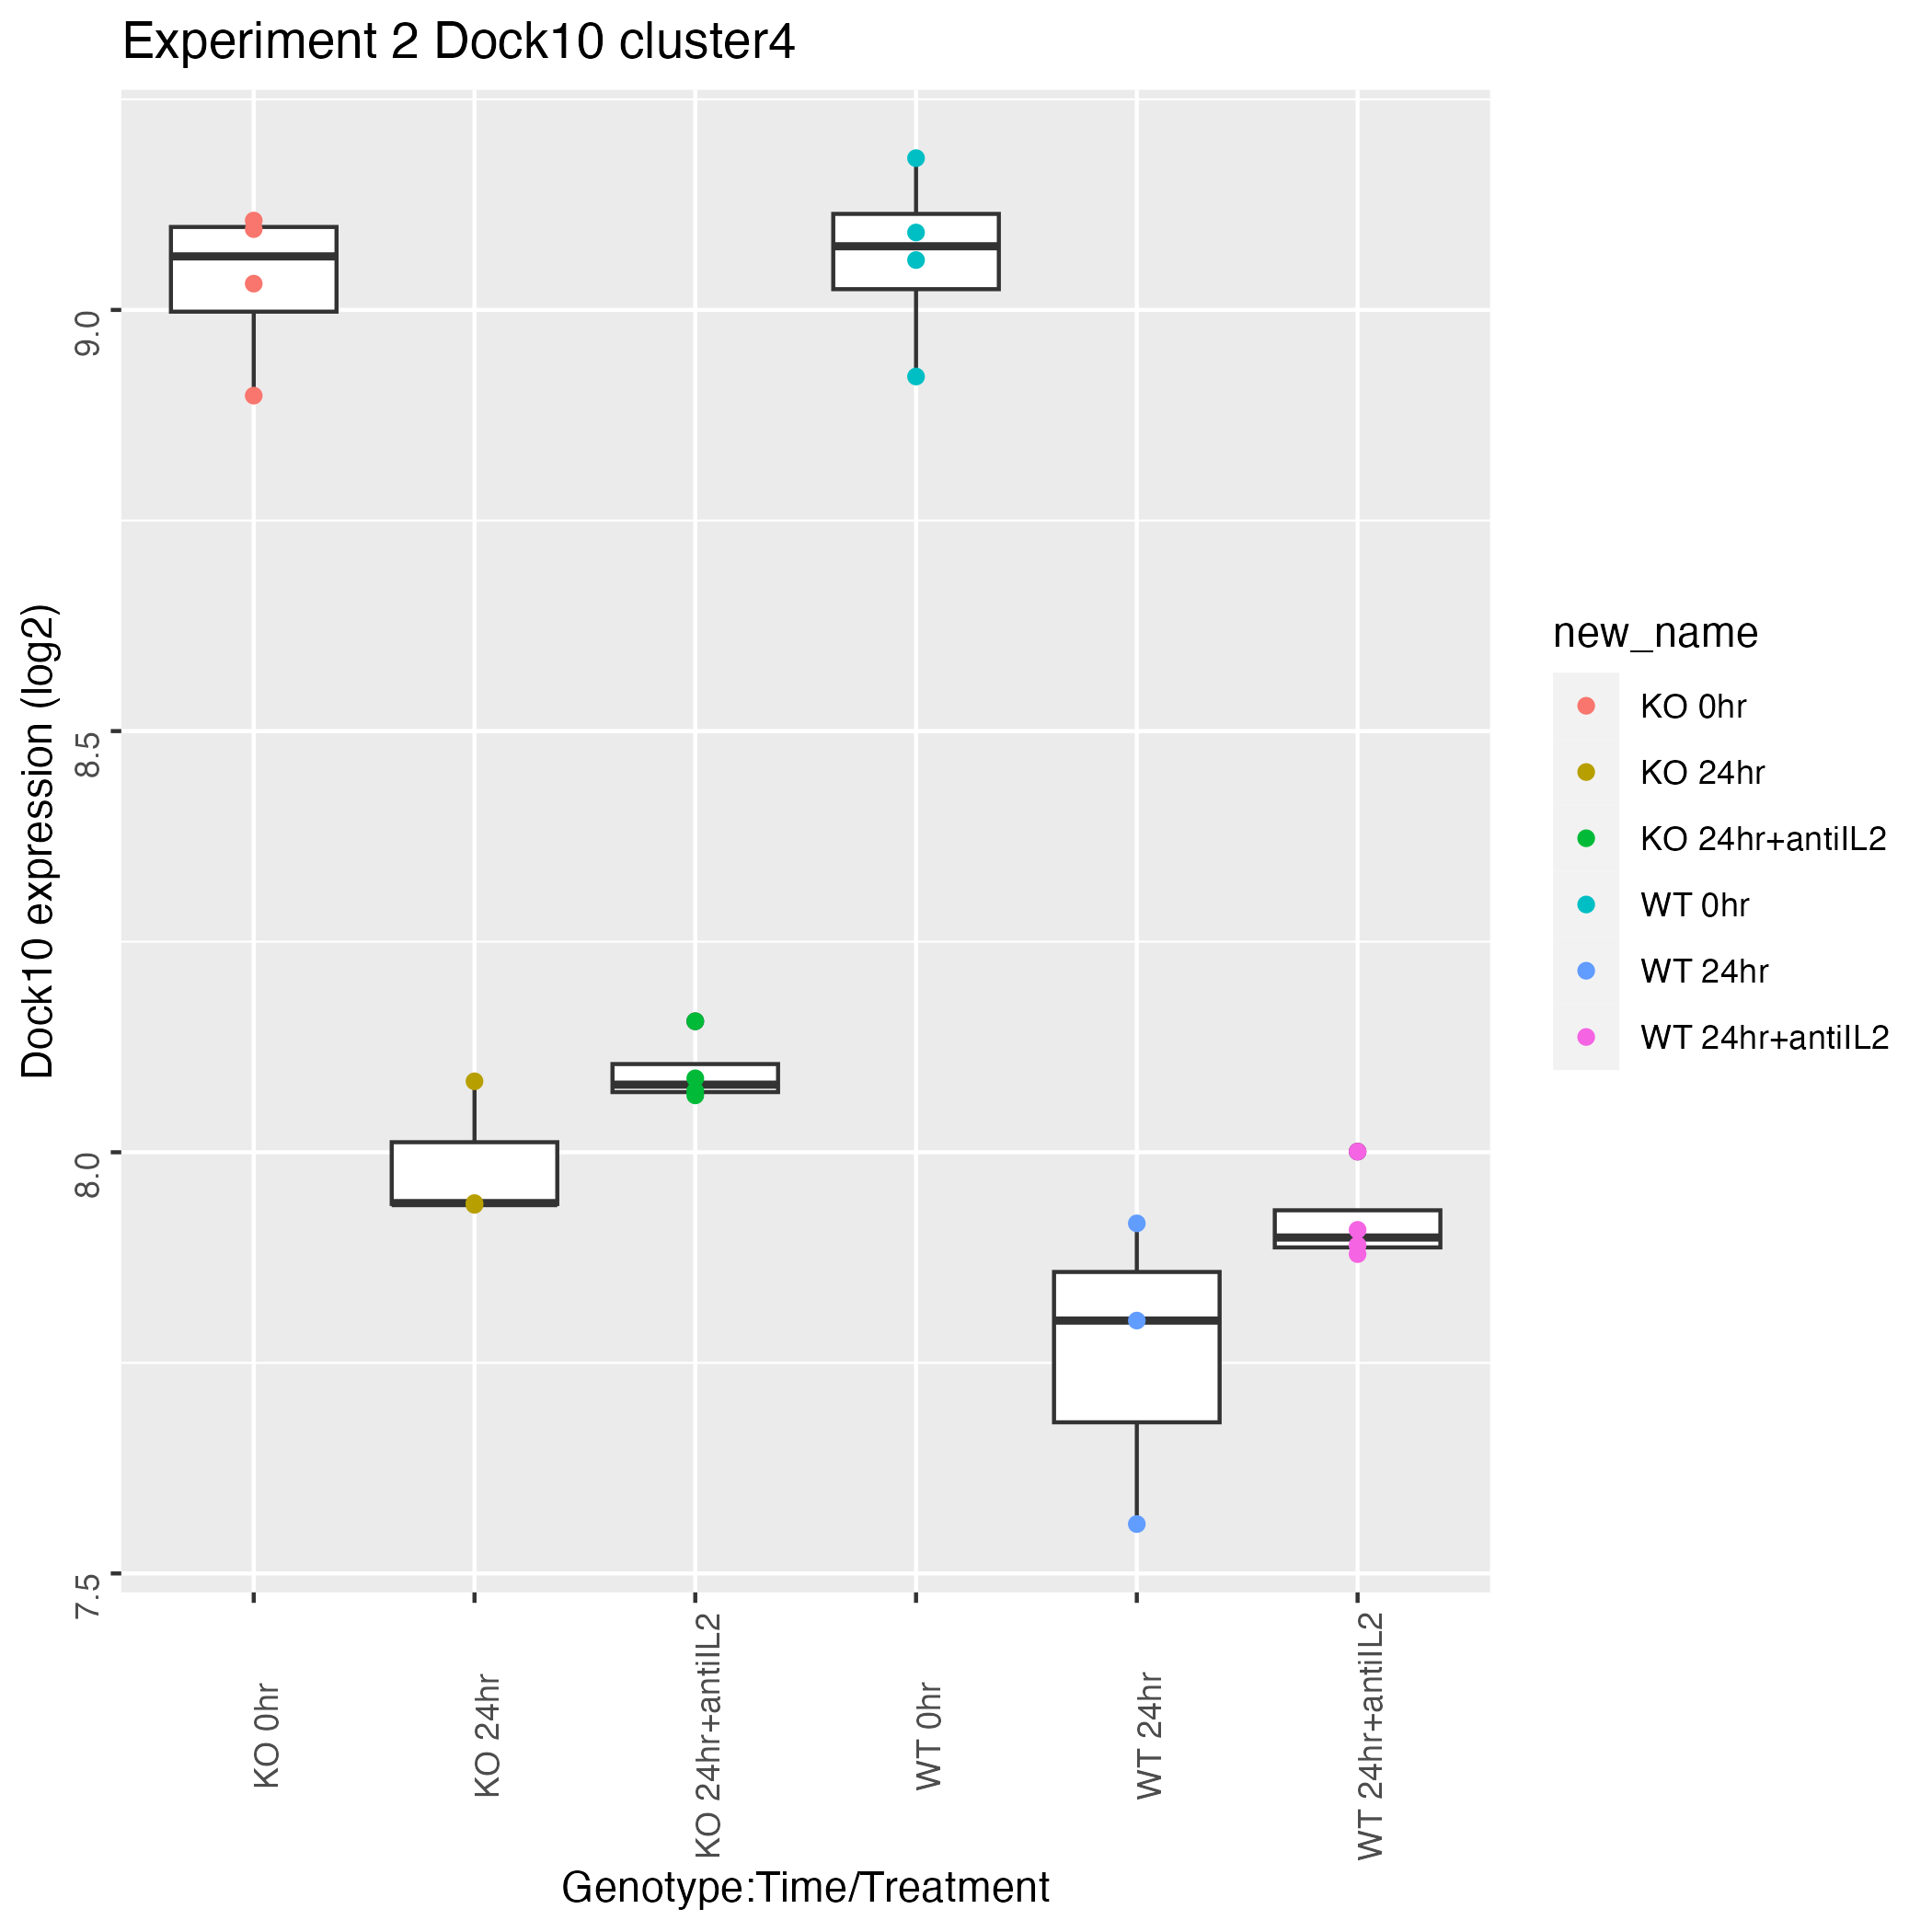 Experiment 2 Dock10 cluster4
Dock10 expression (log2)
9.0
8.5
8.0
7.5
KO 0hr
KO 24hr
KO 24hr+antiIL2
WT 0hr
WT 24hr
WT 24hr+antiIL2
Genotype:Time/Treatment
new_name
KO 0hr
KO 24hr
KO 24hr+antiIL2
WT 0hr
WT 24hr
WT 24hr+antiIL2